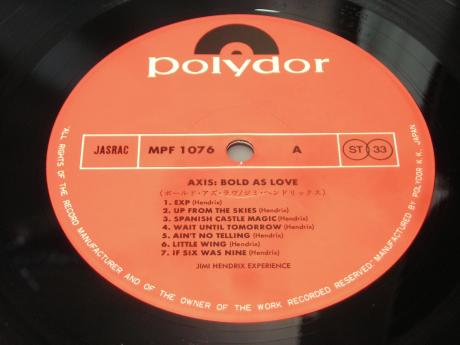 polydor
JASRAC MPF 1076 A ST 33
AXIS: BOLD AS LOVE
(ボールド・アズ・ラヴ/ジミ・ヘンドリックス)
1. EXP (Hendrix)
2. UP FROM THE SKIES (Hendrix)
3. SPANISH CASTLE MAGIC (Hendrix)
4. WAIT UNTIL TOMORROW (Hendrix)
5. AIN'T NO TELLING (Hendrix)
6. LITTLE WING (Hendrix)
7. IF SIX WAS NINE (Hendrix)
JIMI HENDRIX EXPERIENCE
"ALL RIGHTS OF THE RECORD MANUFACTURER AND OF THE OWNER OF THE WORK RECORDED RESERVED." MANUFACTURED BY POLYDOR K.K. JAPAN